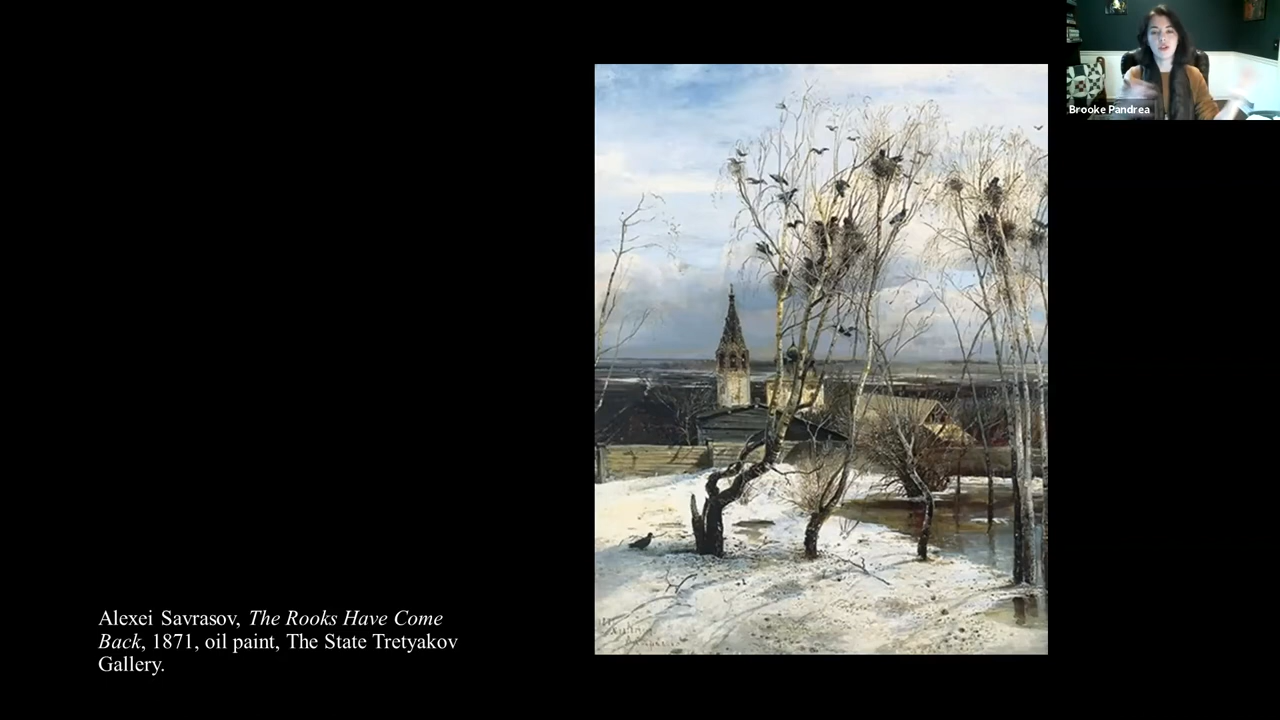 Brooke Pandrea
Alexei Savrasov, The Rooks Have Come
Back, 1871, oil paint, The State Tretyakov
Gallery.